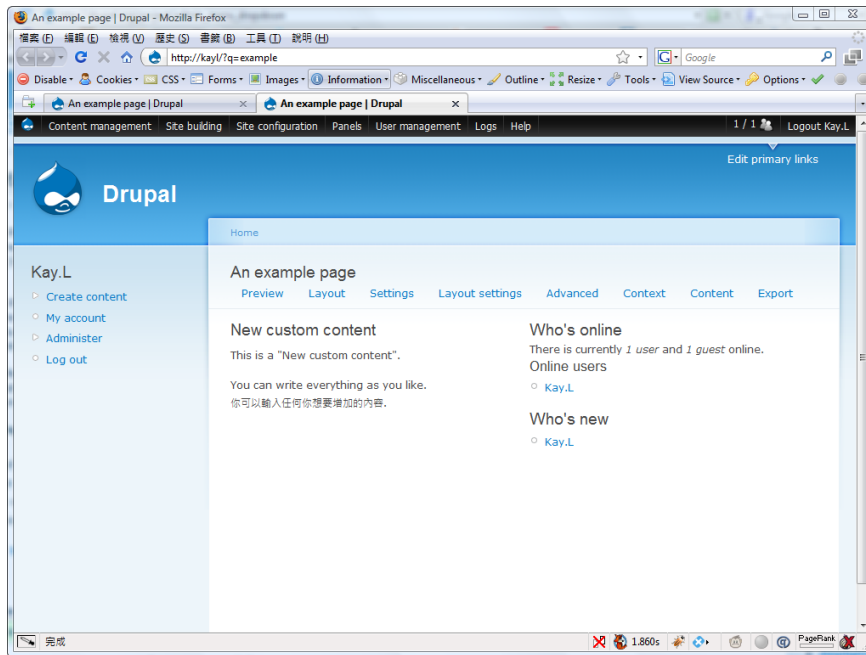 An example page | Drupal - Mozilla Firefox
檔案(F) 編輯(E) 檢視(V) 歷史(S) 書籤(B) 工具(T) 說明(H)
http://kayl/?q=example
G
Google
Disable Cookies CSS Forms Images Information Miscellaneous Outline Resize Tools View Source Options
An example page | Drupal
An example page | Drupal
Content management Site building Site configuration Panels User management Logs Help 1 / 1 Logout Kay.L
Edit primary links
Drupal
Home
Kay.L
Create content
My account
Administer
Log out
An example page
Preview Layout Settings Layout settings Advanced Context Content Export
New custom content
This is a "New custom content".
You can write everything as you like.
你可以輸入任何你想要增加的內容.
Who's online
There is currently 1 user and 1 guest online.
Online users
Kay.L
Who's new
Kay.L
完成 1.860s PageRank